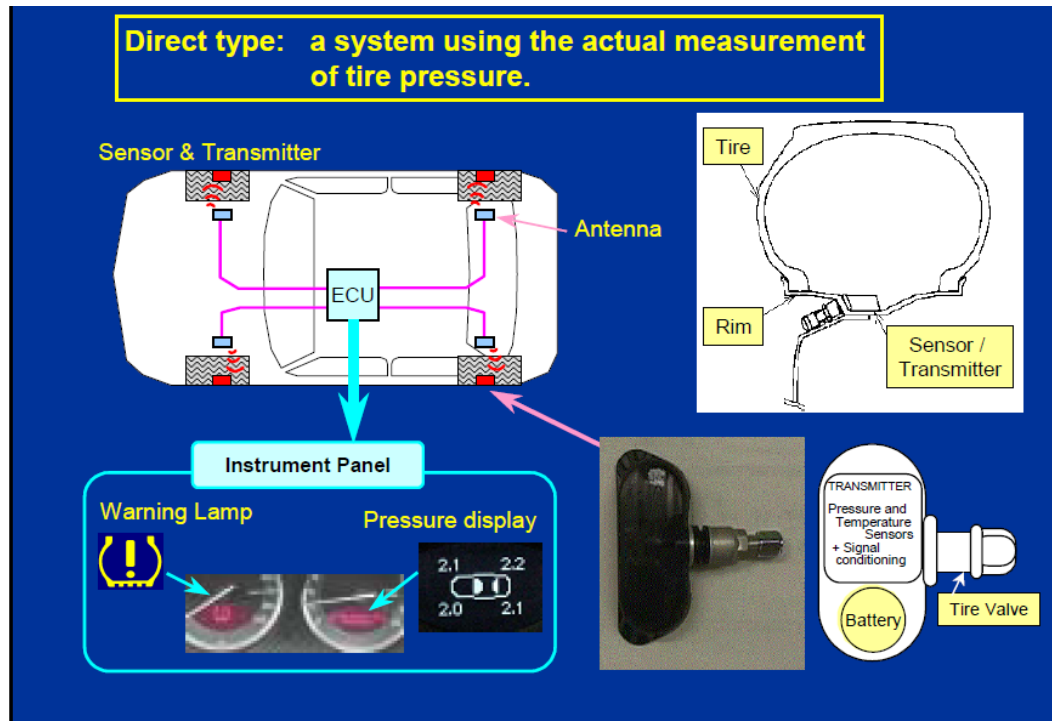 Direct type: a system using the actual measurement
of tire pressure.
Sensor & Transmitter
Antenna
ECU
Tire
Rim
Sensor /
Transmitter
Instrument Panel
Warning Lamp
Pressure display
2.1 2.2
2.0 2.1
TRANSMITTER
Pressure and
Temperature
Sensors
+ Signal
conditioning
Battery
Tire Valve